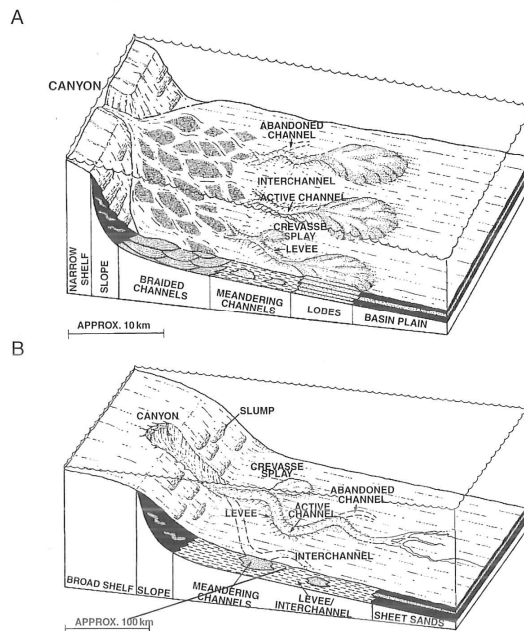 A
CANYON
ABANDONED
CHANNEL
INTERCHANNEL
ACTIVE CHANNEL
CREVASSE
SPLAY
LEVEE
NARROW
SHELF
SLOPE
BRAIDED
CHANNELS
MEANDERING
CHANNELS
LODES
BASIN PLAIN
APPROX. 10 km
B
CANYON
SLUMP
CREVASSE
SPLAY
ABANDONED
CHANNEL
LEVEE
ACTIVE
CHANNEL
INTERCHANNEL
BROAD SHELF
SLOPE
MEANDERING
CHANNELS
LEVEE/
INTERCHANNEL
SHEET SANDS
APPROX. 100 km